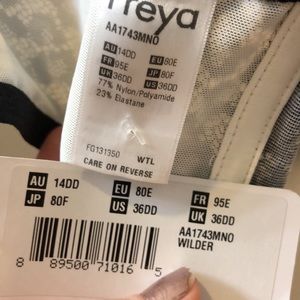 Freya
AA1743MNO
AU 14DD EU 80E
FR 95E JP 80F
UK 36DD US 36DD
77% Nylon/Polyamide
23% Elastane
FG131350 WTL
CARE ON REVERSE
AU 14DD EU 80E FR 95E
JP 80F US 36DD UK 36DD
AA1743MNO
WILDER
8 89500 71016 5